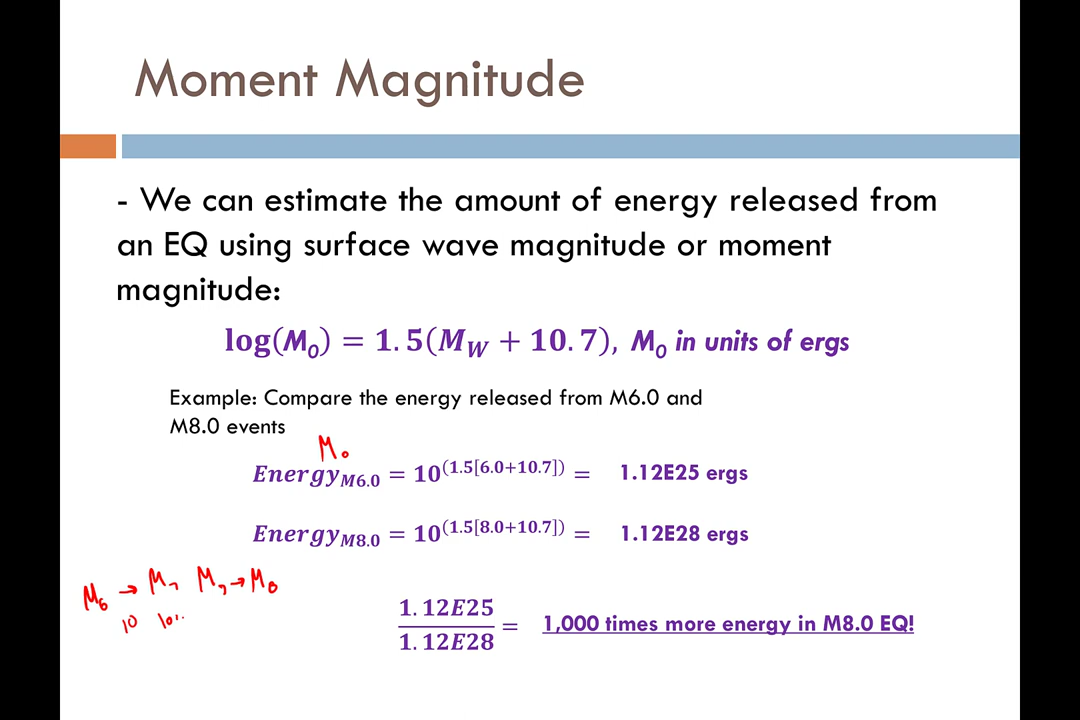 Moment Magnitude
- We can estimate the amount of energy released from
an EQ using surface wave magnitude or moment
magnitude:
log(M₀) = 1.5(M_W + 10.7), M₀ in units of ergs
Example: Compare the energy released from M6.0 and
M8.0 events
M₀
Energy_M6.0 = 10^(1.5[6.0+10.7]) = 1.12E25 ergs
Energy_M8.0 = 10^(1.5[8.0+10.7]) = 1.12E28 ergs
M₆ → M₇ M₇ → M₈
10
1.12E25
1.12E28
= 1,000 times more energy in M8.0 EQ!